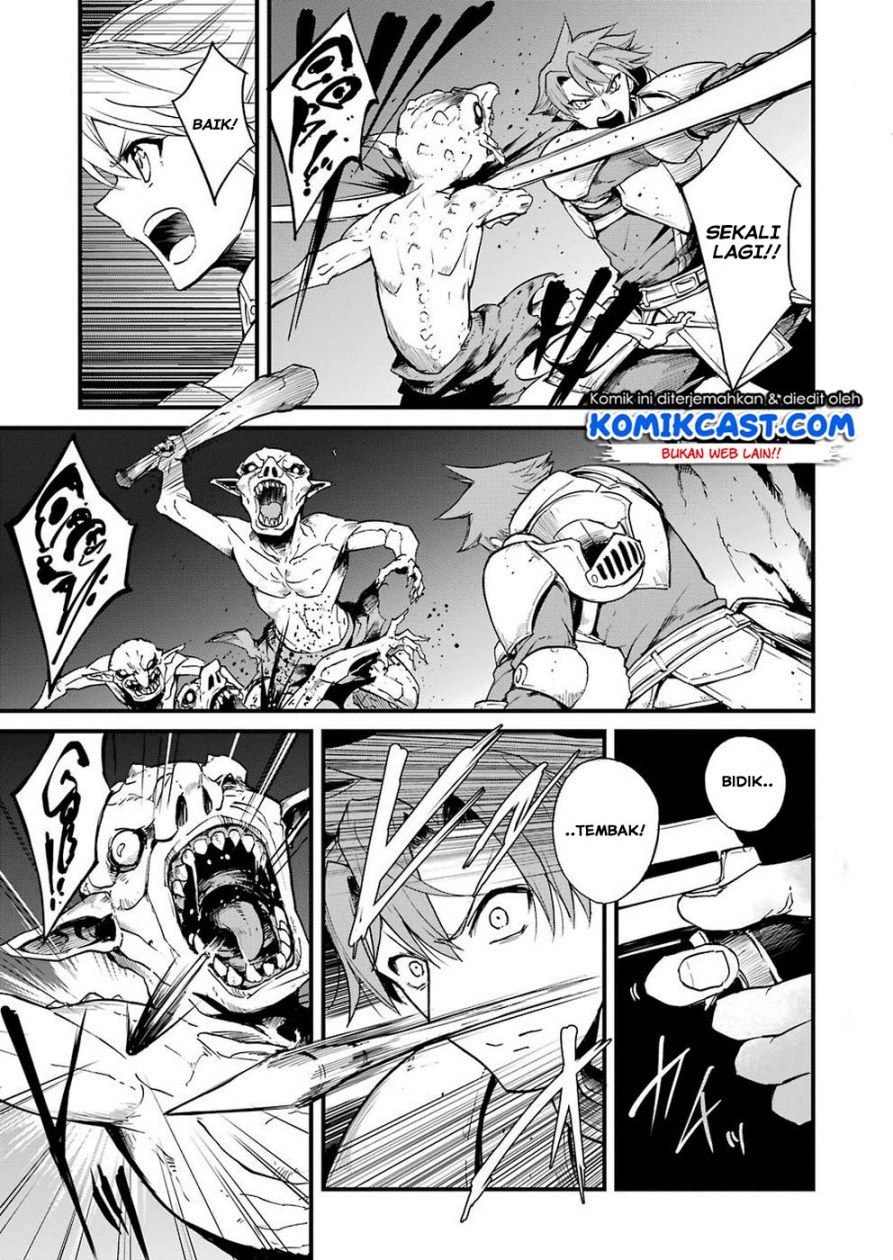 SEKALI
LAGI!!
BAIK!
Komik ini diterjemahkan & diedit oleh
KOMIKCAST.COM
BUKAN WEB LAIN!!
BIDIK..
..TEMBAK!